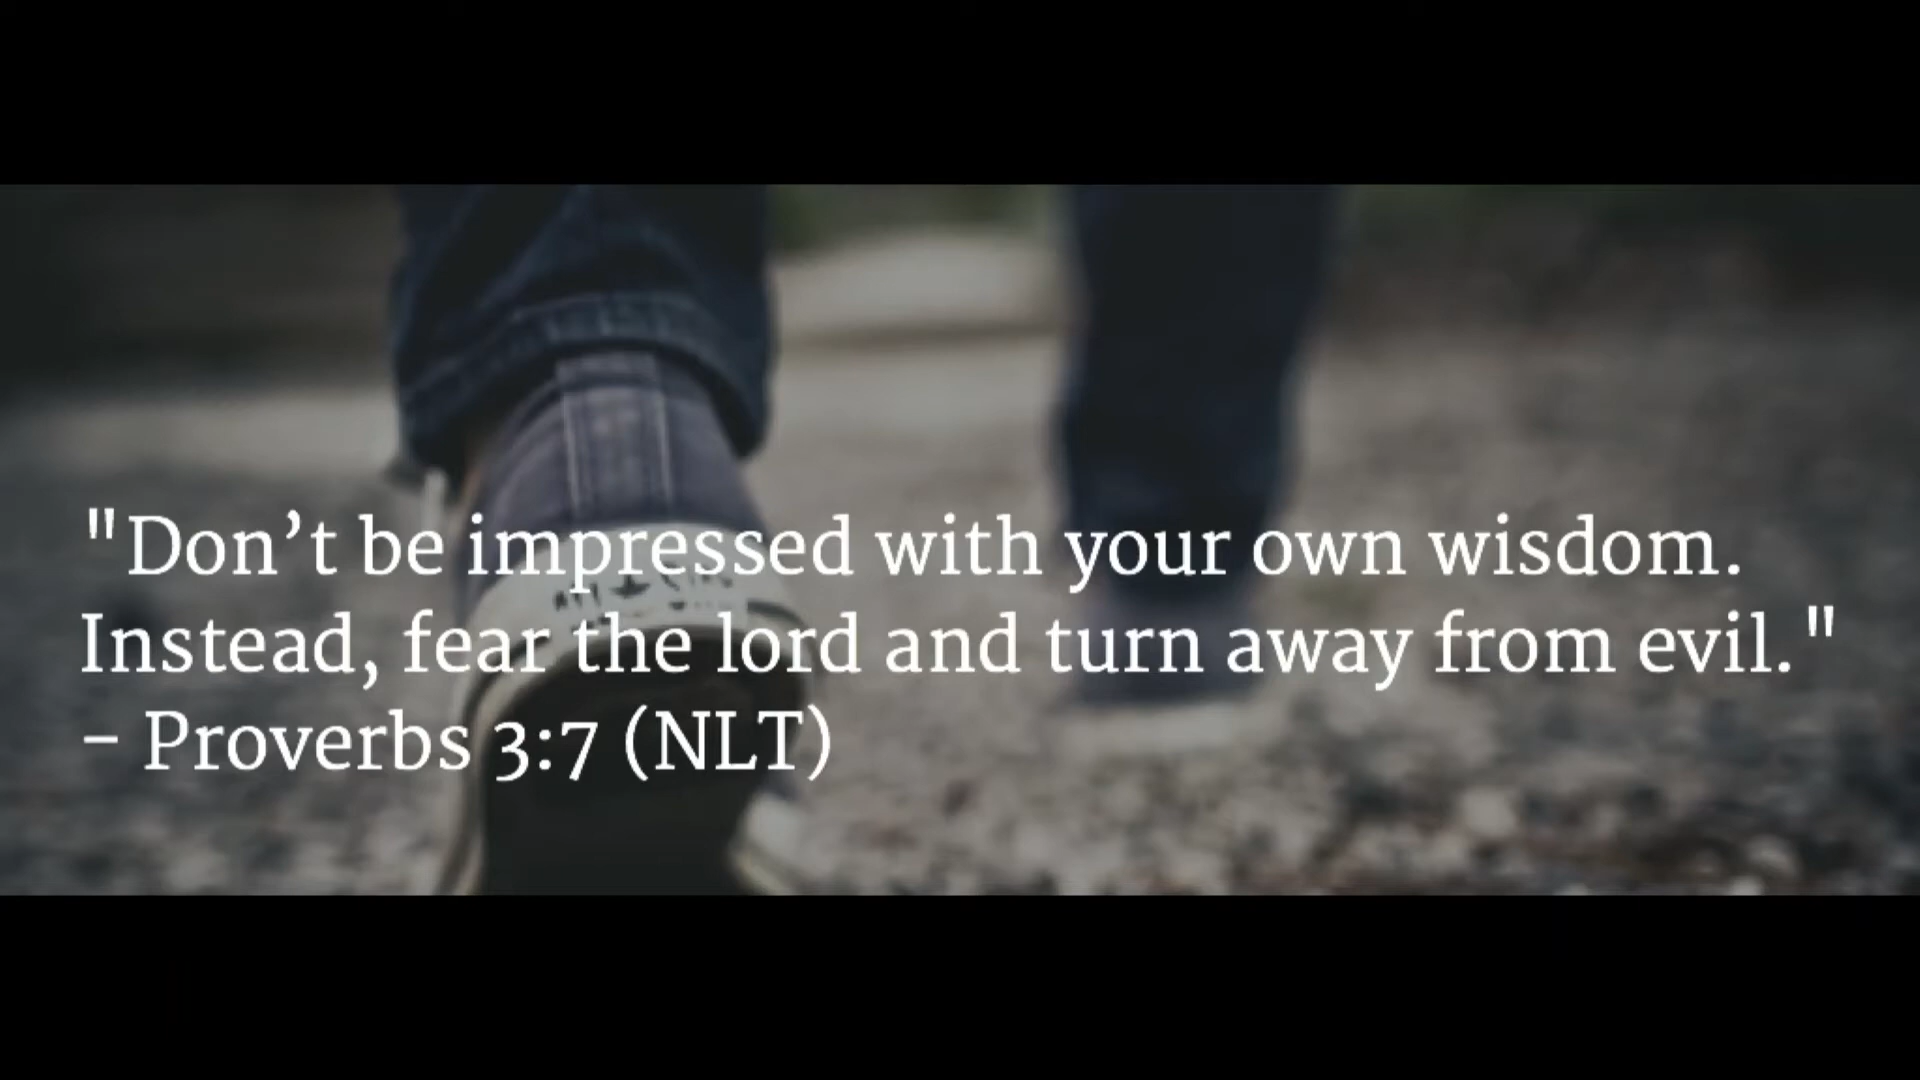 "Don’t be impressed with your own wisdom.
Instead, fear the lord and turn away from evil."
- Proverbs 3:7 (NLT)